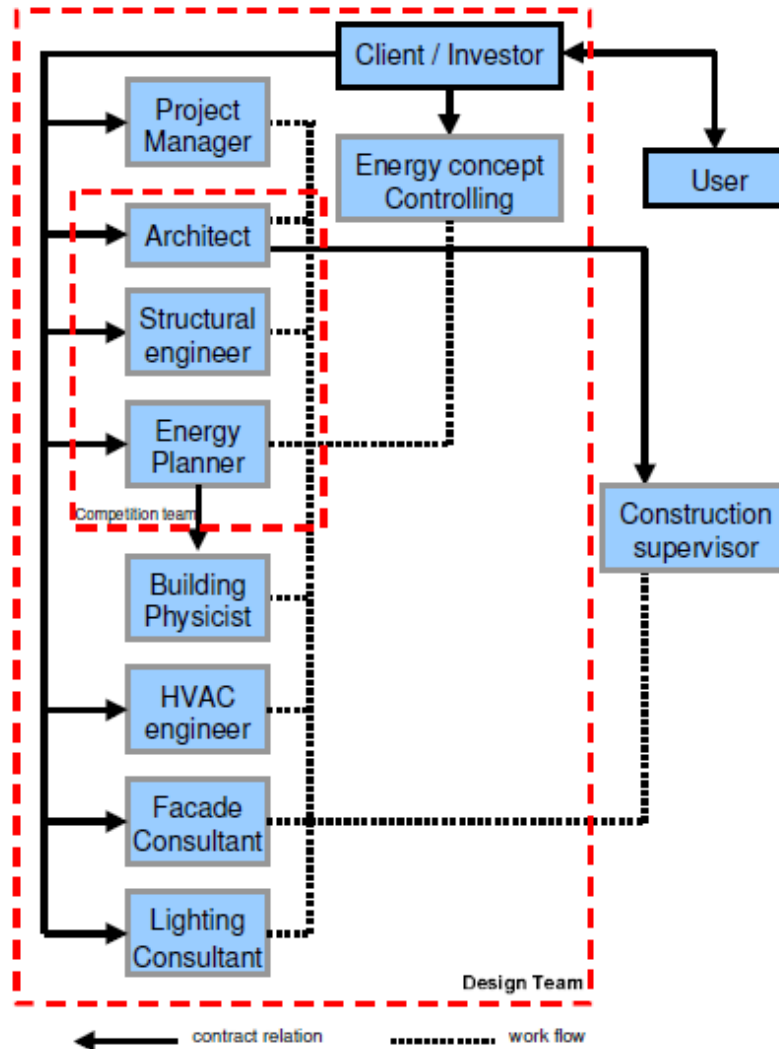 Client / Investor
Project
Manager
Energy concept
Controlling
User
Architect
Structural
engineer
Energy
Planner
Competition team
Construction
supervisor
Building
Physicist
HVAC
engineer
Facade
Consultant
Lighting
Consultant
Design Team
contract relation
work flow